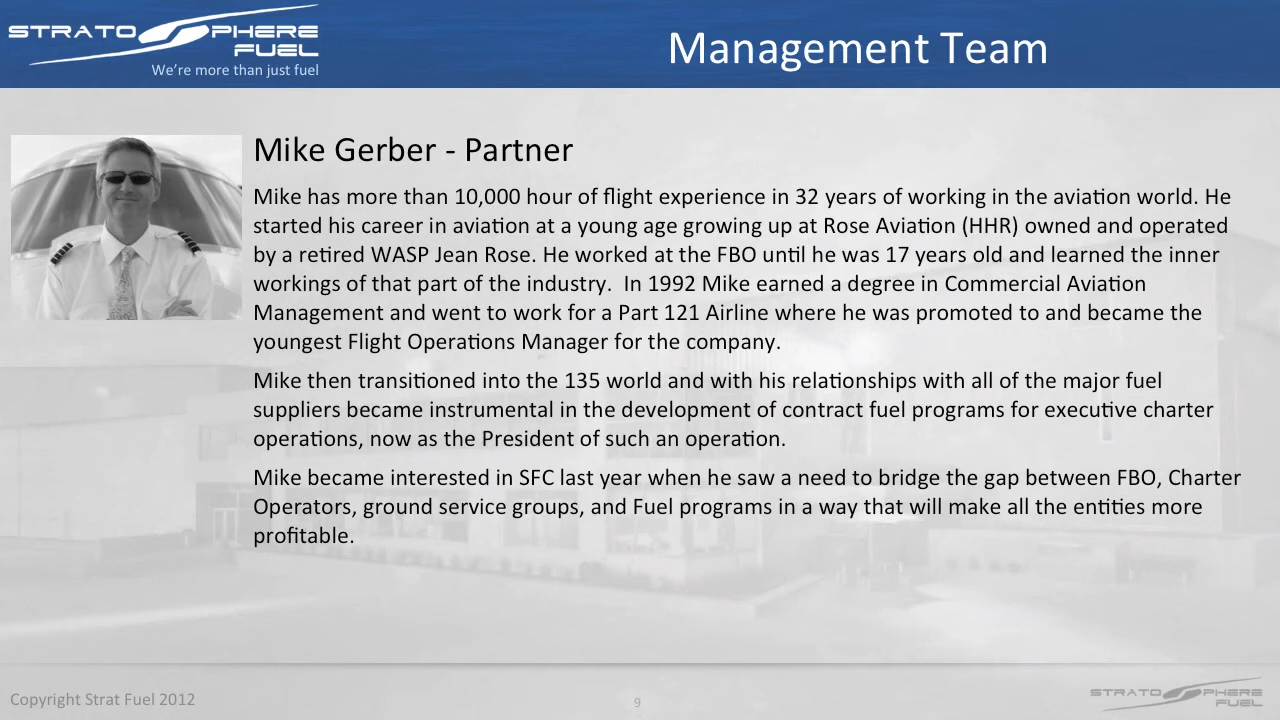 STRATOSPHERE
FUEL
We're more than just fuel
Management Team
Mike Gerber - Partner
Mike has more than 10,000 hour of flight experience in 32 years of working in the aviation world. He
started his career in aviation at a young age growing up at Rose Aviation (HHR) owned and operated
by a retired WASP Jean Rose. He worked at the FBO until he was 17 years old and learned the inner
workings of that part of the industry.  In 1992 Mike earned a degree in Commercial Aviation
Management and went to work for a Part 121 Airline where he was promoted to and became the
youngest Flight Operations Manager for the company.
Mike then transitioned into the 135 world and with his relationships with all of the major fuel
suppliers became instrumental in the development of contract fuel programs for executive charter
operations, now as the President of such an operation.
Mike became interested in SFC last year when he saw a need to bridge the gap between FBO, Charter
Operators, ground service groups, and Fuel programs in a way that will make all the entities more
profitable.
Copyright Strat Fuel 2012
9
STRATOSPHERE
FUEL